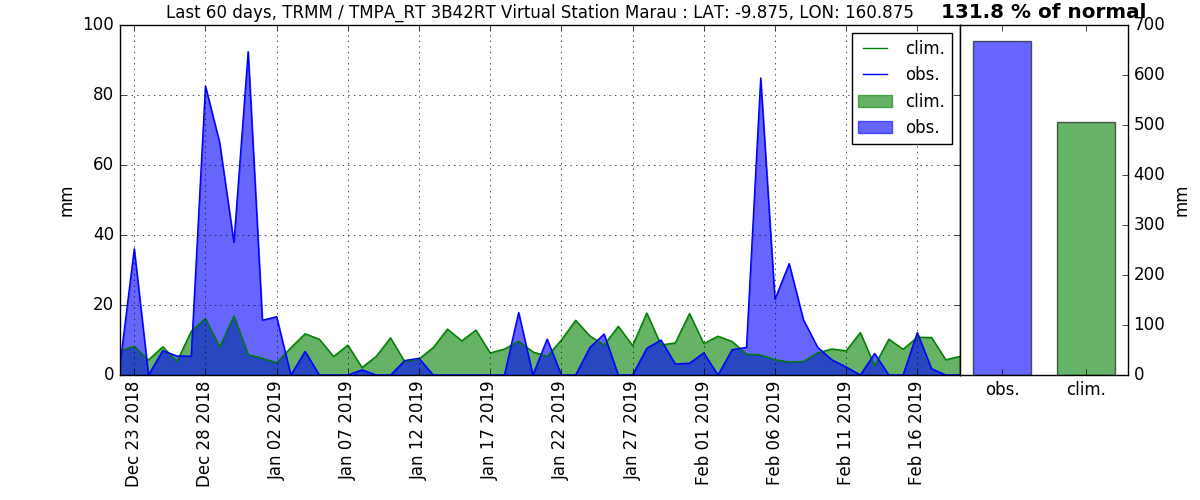 Last 60 days, TRMM / TMPA_RT 3B42RT Virtual Station Marau : LAT: -9.875, LON: 160.875
131.8 % of normal
100
80
60
40
20
0
mm
clim.
obs.
clim.
obs.
Dec 23 2018
Dec 28 2018
Jan 02 2019
Jan 07 2019
Jan 12 2019
Jan 17 2019
Jan 22 2019
Jan 27 2019
Feb 01 2019
Feb 06 2019
Feb 11 2019
Feb 16 2019
700
600
500
400
300
200
100
0
mm
obs.
clim.